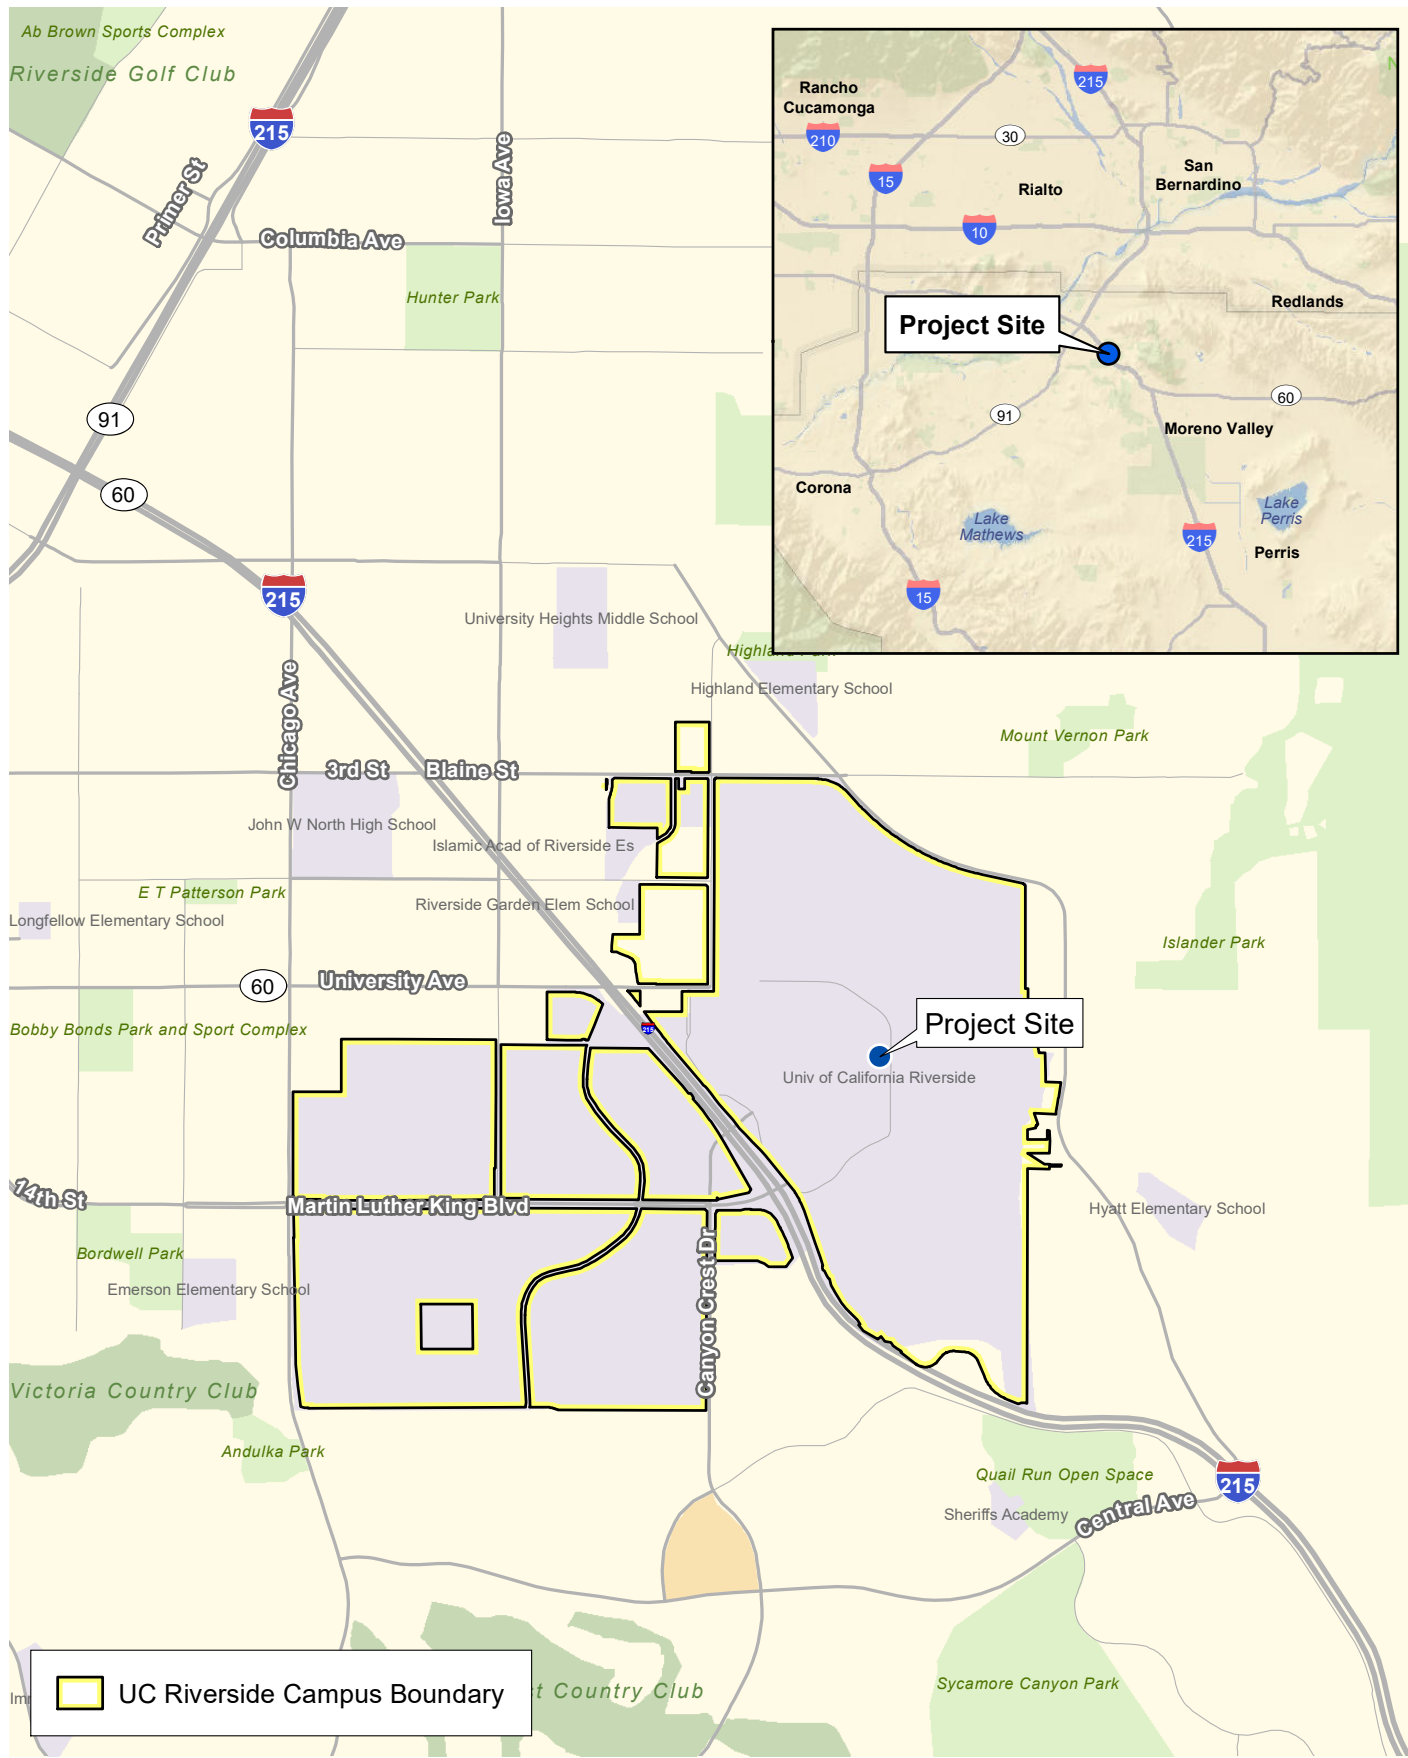 Ab Brown Sports Complex
Riverside Golf Club
215
Primer St
Iowa Ave
Columbia Ave
Hunter Park
91
60
215
Chicago Ave
University Heights Middle School
Highland Elementary School
Mount Vernon Park
3rd St
Blaine St
John W North High School
Islamic Acad of Riverside Es
E T Patterson Park
Riverside Garden Elem School
Longfellow Elementary School
Islander Park
60
University Ave
Bobby Bonds Park and Sport Complex
215
Project Site
Univ of California Riverside
14th St
Martin Luther King Blvd
Hyatt Elementary School
Bordwell Park
Emerson Elementary School
Canyon Crest Dr
Victoria Country Club
Andulka Park
Quail Run Open Space
215
Sheriffs Academy
Central Ave
Sycamore Canyon Park
Country Club
UC Riverside Campus Boundary
Rancho
Cucamonga
215
210
30
15
San
Bernardino
Rialto
10
Redlands
Project Site
60
91
Moreno Valley
Corona
Lake
Mathews
Lake
Perris
215
Perris
15